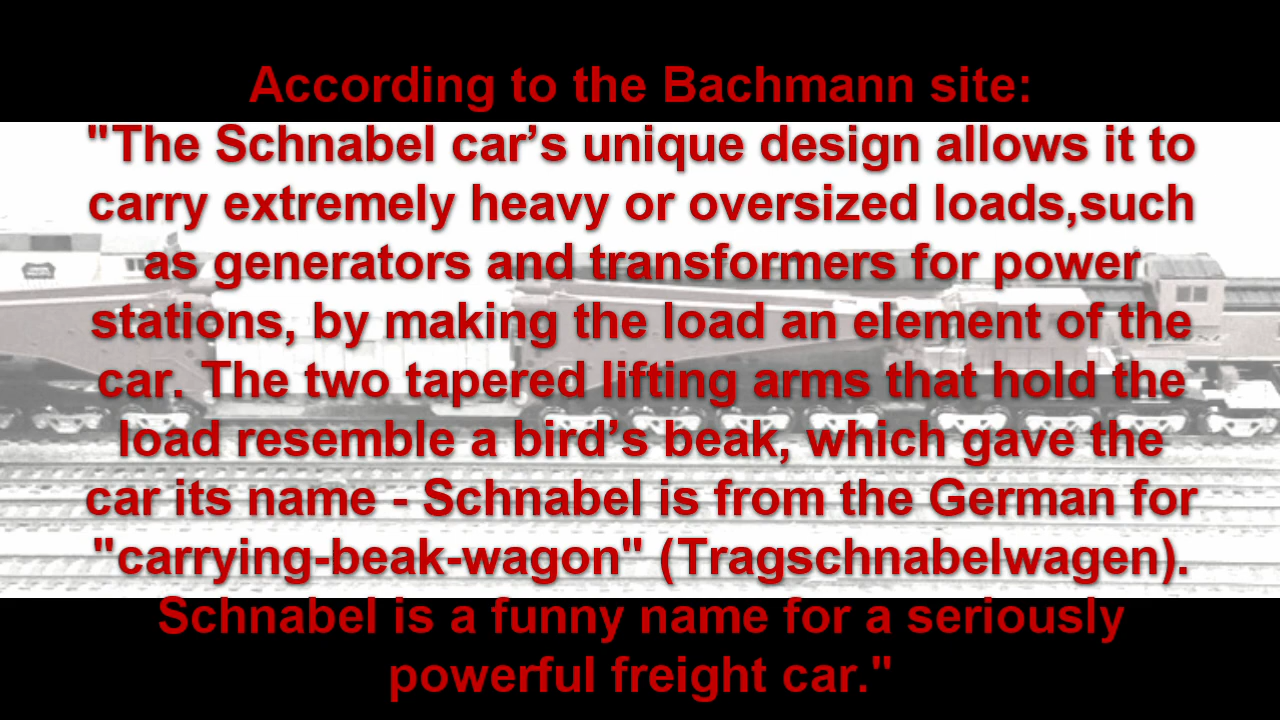 According to the Bachmann site:
"The Schnabel car’s unique design allows it to
carry extremely heavy or oversized loads,such
as generators and transformers for power
stations, by making the load an element of the
car. The two tapered lifting arms that hold the
load resemble a bird’s beak, which gave the
car its name - Schnabel is from the German for
"carrying-beak-wagon" (Tragschnabelwagen).
Schnabel is a funny name for a seriously
powerful freight car."